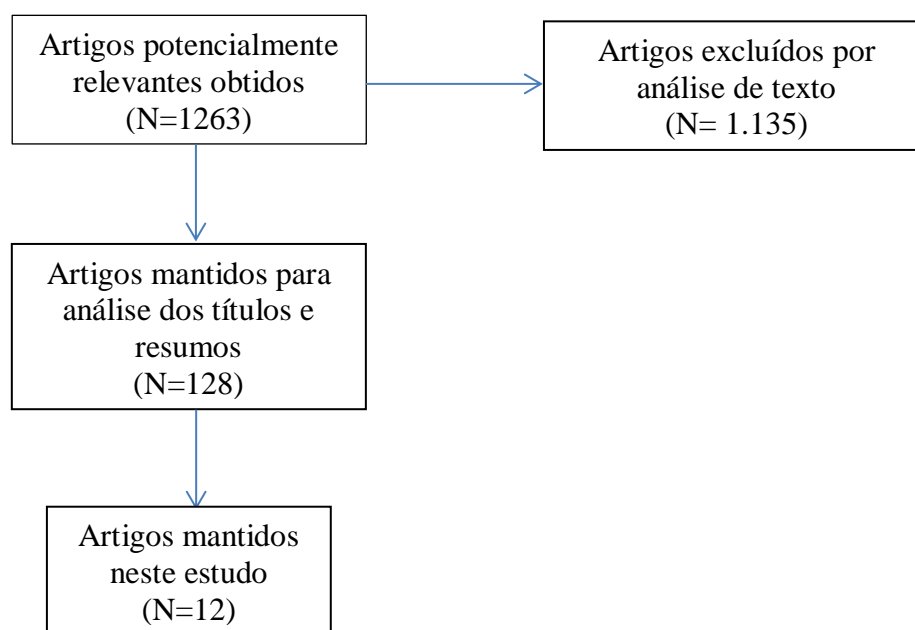 Artigos potencialmente
relevantes obtidos
(N=1263)
Artigos excluídos por
análise de texto
(N= 1.135)
Artigos mantidos para
análise dos títulos e
resumos
(N=128)
Artigos mantidos
neste estudo
(N=12)